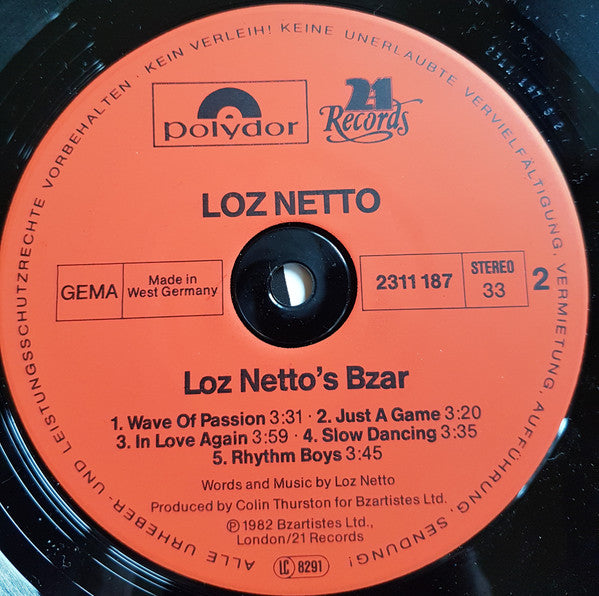 ALLE URHEBER- UND LEISTUNGSSCHUTZRECHTE VORBEHALTEN · KEIN VERLEIH! KEINE UNERLAUBTE VERVIELFÄLTIGUNG, VERMIETUNG, AUFFÜHRUNG, SENDUNG!
polydor
21
Records
LOZ NETTO
GEMA
Made in
West Germany
2311 187
STEREO
33
2
Loz Netto's Bzar
1. Wave Of Passion 3:31 · 2. Just A Game 3:20
3. In Love Again 3:59 · 4. Slow Dancing 3:35
5. Rhythm Boys 3:45
Words and Music by Loz Netto
Produced by Colin Thurston for Bzartistes Ltd.
℗ 1982 Bzartistes Ltd.,
London/21 Records
LC 8291